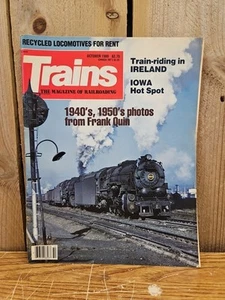 RECYCLED LOCOMOTIVES FOR RENT
Trains
THE MAGAZINE OF RAILROADING
OCTOBER
Train-riding in
IRELAND
IOWA
Hot Spot
1940's, 1950's photos
from Frank Quin